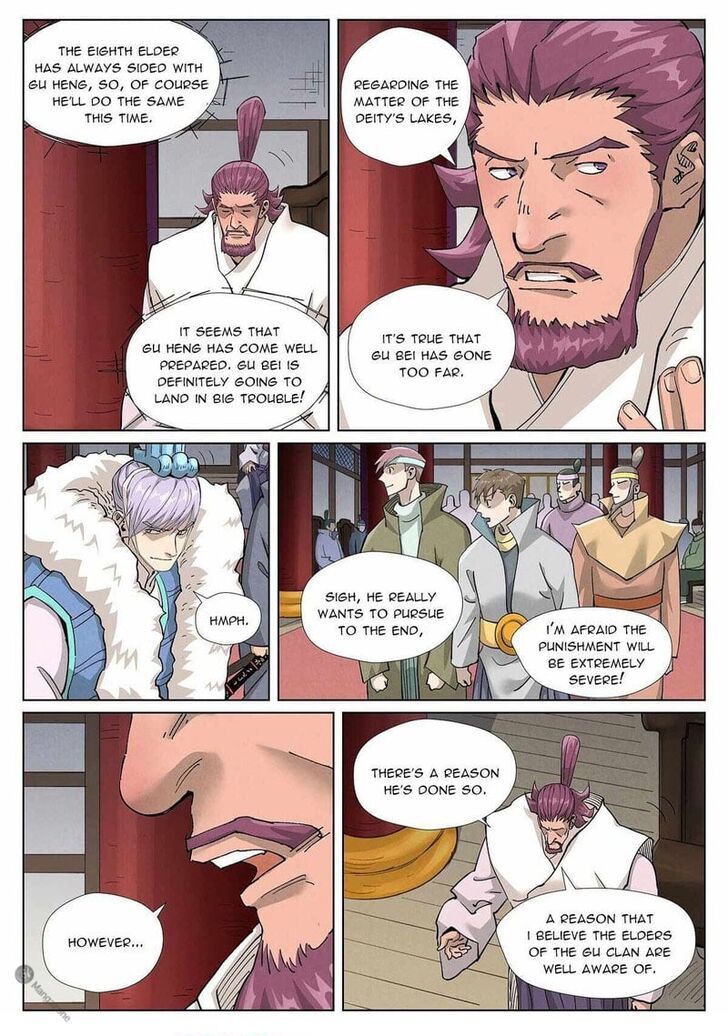 THE EIGHTH ELDER
HAS ALWAYS SIDED WITH
GU HENG, SO, OF COURSE
HE'LL DO THE SAME
THIS TIME.
IT SEEMS THAT
GU HENG HAS COME WELL
PREPARED. GU BEI IS
DEFINITELY GOING TO
LAND IN BIG TROUBLE!
REGARDING THE
MATTER OF THE
DEITY'S LAKES,
IT'S TRUE THAT
GU BEI HAS GONE
TOO FAR.
HMPH.
SIGH, HE REALLY
WANTS TO PURSUE
TO THE END,
I'M AFRAID THE
PUNISHMENT WILL
BE EXTREMELY
SEVERE!
HOWEVER...
THERE'S A REASON
HE'S DONE SO.
A REASON THAT
I BELIEVE THE ELDERS
OF THE GU CLAN ARE
WELL AWARE OF.